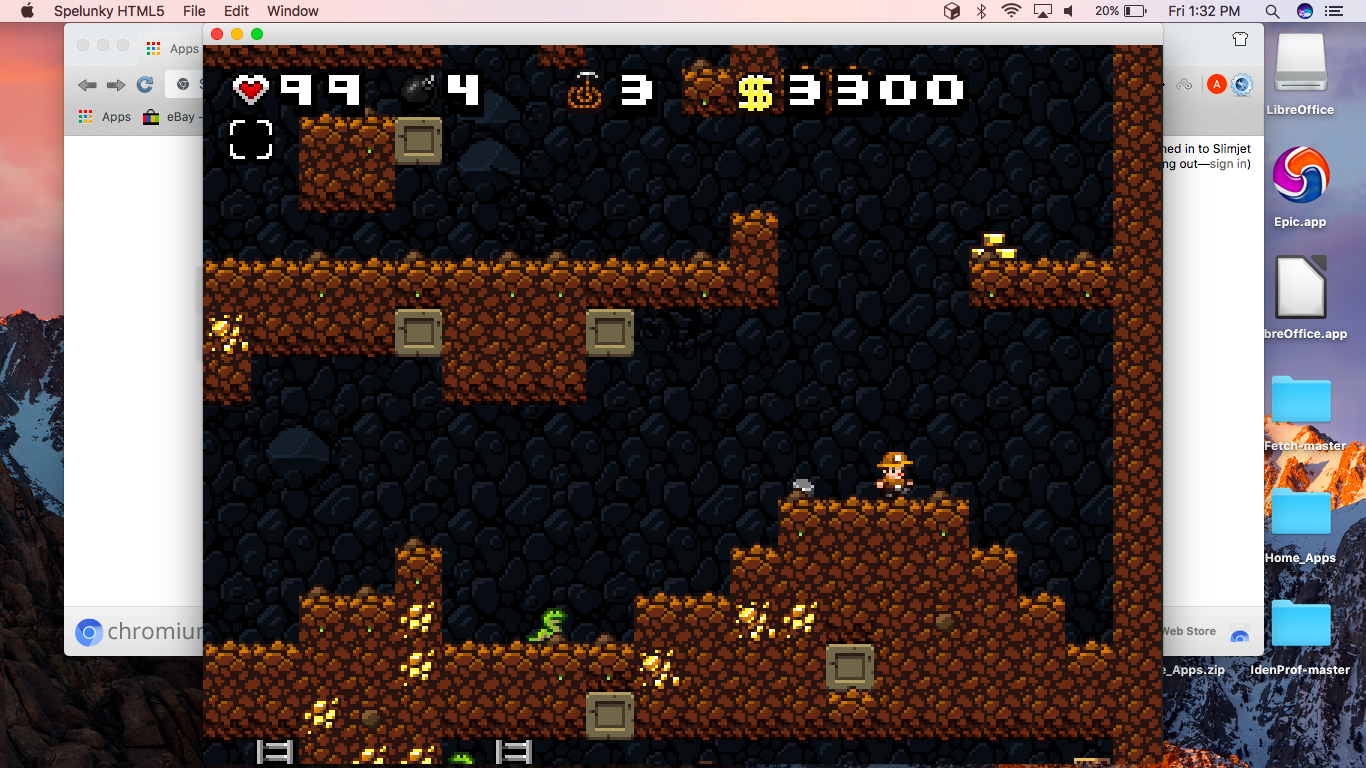 Spelunky HTML5 File Edit Window 20% Fri 1:32 PM
Apps
S
A
Apps eBay -
99 4 3 $3300
ned in to Slimjet
ng out—sign in)
LibreOffice
Epic.app
breOffice.app
Fetch-master
Home_Apps
chromium
Web Store
e_Apps.zip IdenProf-master